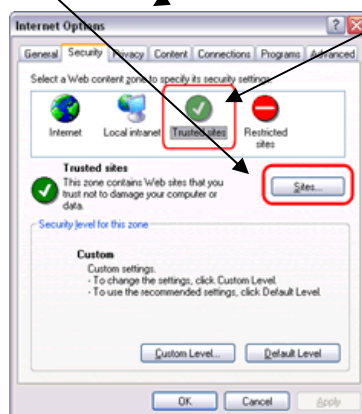 Internet Options
General Security Privacy Content Connections Programs Advanced
Select a Web content zone to specify its security settings
Internet Local intranet Trusted sites Restricted sites
Trusted sites
This zone contains Web sites that you
trust not to damage your computer or
data.
Sites...
Security level for this zone
Custom
Custom settings.
- To change the settings, click Custom Level.
- To use the recommended settings, click Default Level.
Custom Level... Default Level
OK Cancel Apply